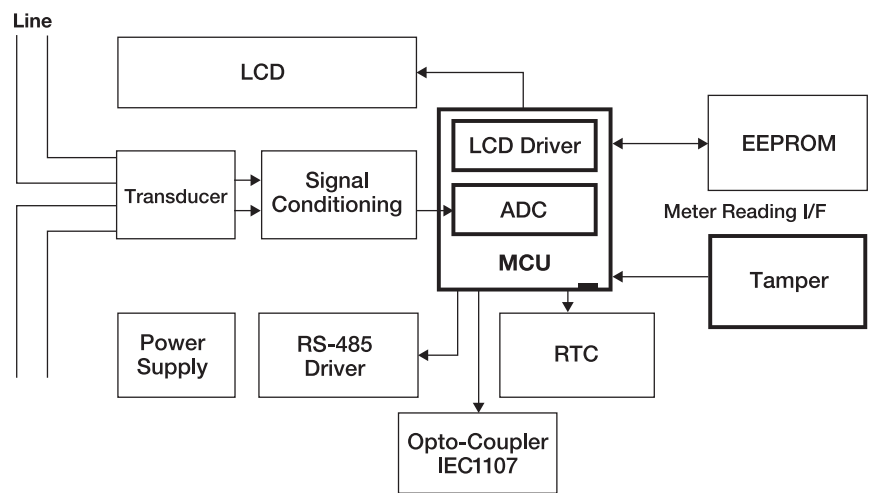 Line
LCD
LCD Driver
EEPROM
Transducer
Signal
Conditioning
ADC
Meter Reading I/F
MCU
Tamper
Power
Supply
RS-485
Driver
RTC
Opto-Coupler
IEC1107